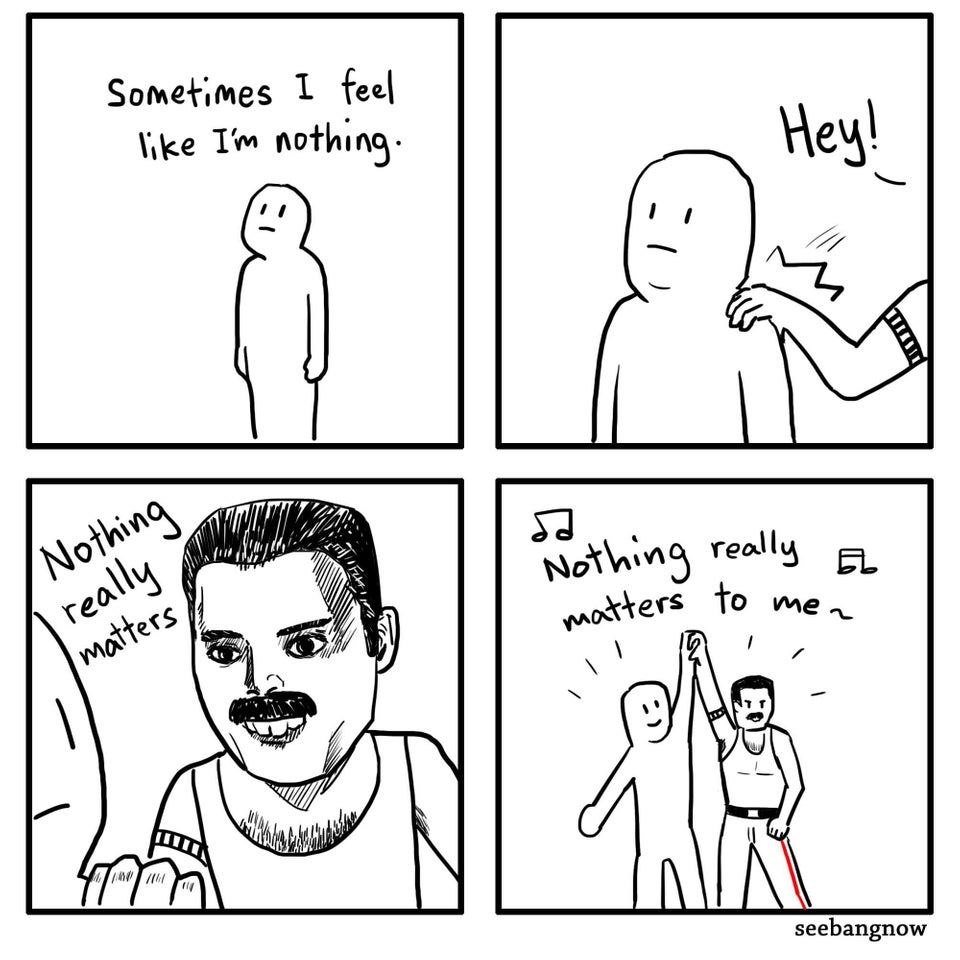 Sometimes I feel
like I'm nothing.
Hey!
Nothing
really
matters
Nothing really
matters to me~
seebangnow